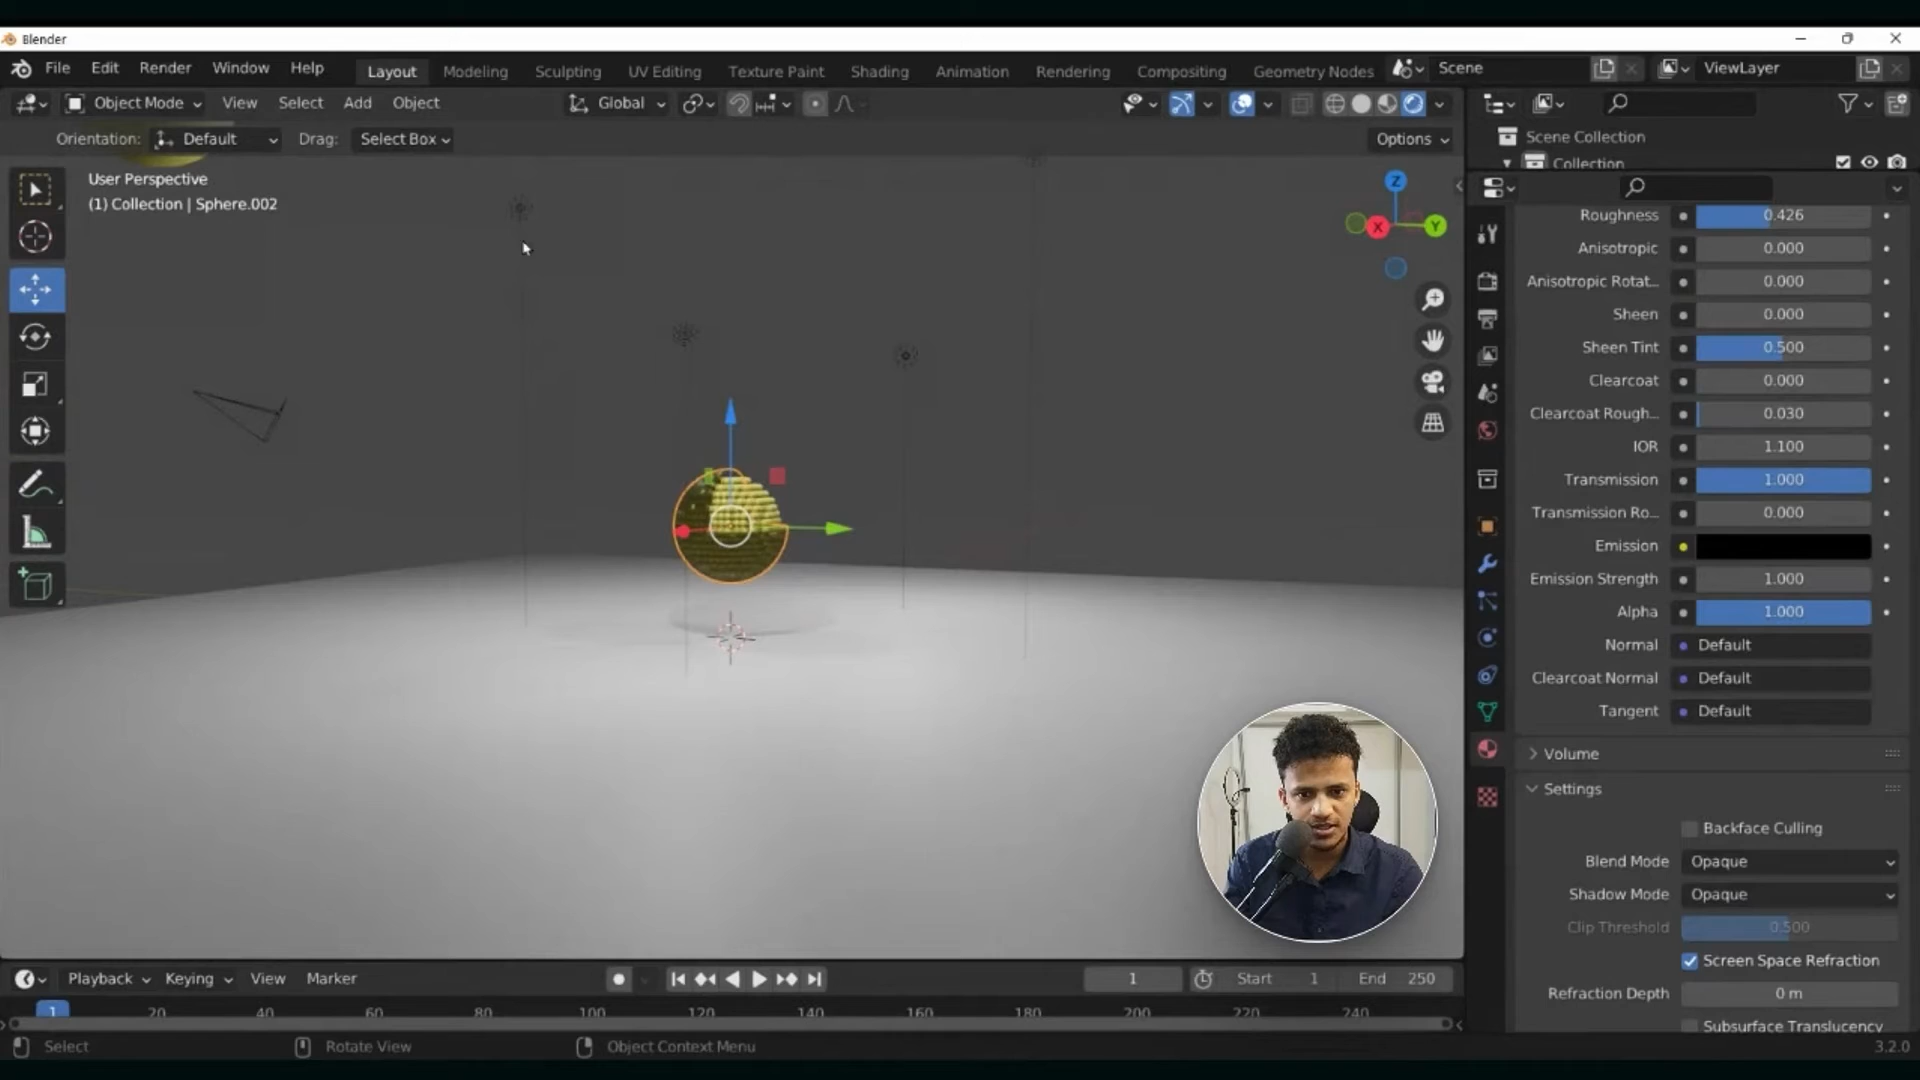 Blender
File Edit Render Window Help Layout Modeling Sculpting UV Editing Texture Paint Shading Animation Rendering Compositing Geometry Nodes Scene ViewLayer
Object Mode View Select Add Object Global
Orientation: Default Drag: Select Box Options
Scene Collection
Collection
User Perspective
(1) Collection | Sphere.002
Z
X
Y
Roughness 0.426
Anisotropic 0.000
Anisotropic Rotat... 0.000
Sheen 0.000
Sheen Tint 0.500
Clearcoat 0.000
Clearcoat Rough... 0.030
IOR 1.100
Transmission 1.000
Transmission Ro... 0.000
Emission
Emission Strength 1.000
Alpha 1.000
Normal Default
Clearcoat Normal Default
Tangent Default
Volume
Settings
Backface Culling
Blend Mode Opaque
Shadow Mode Opaque
Clip Threshold 0.500
Screen Space Refraction
Refraction Depth 0 m
Subsurface Translucency
Playback Keying View Marker 1 Start 1 End 250
1 20 40 60 80 100 120 140 160 180 200 220 240
Select Rotate View Object Context Menu 3.2.0